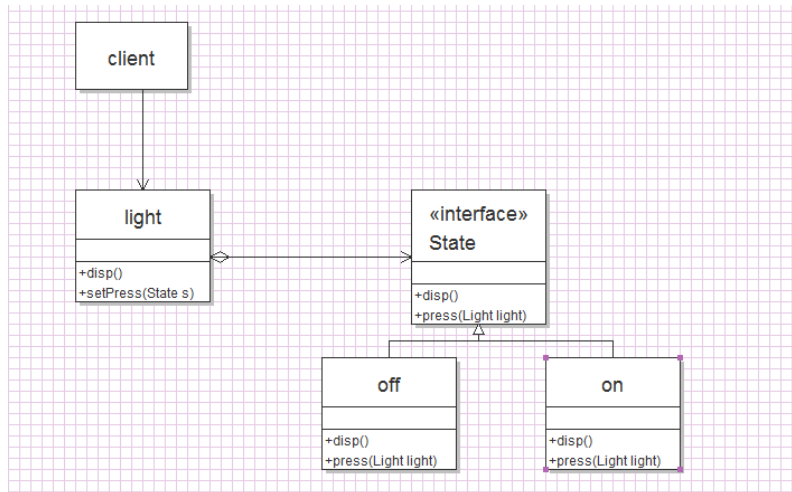 client
light
+disp()
+setPress(State s)
«interface»
State
+disp()
+press(Light light)
off
+disp()
+press(Light light)
on
+disp()
+press(Light light)